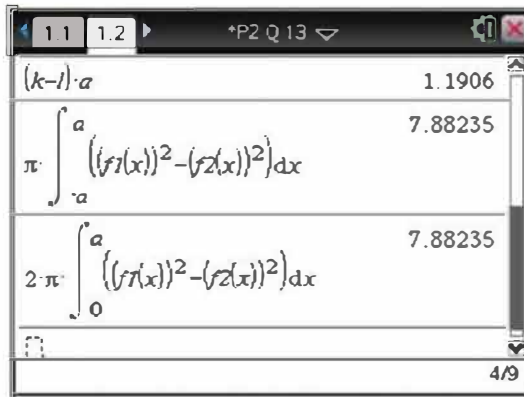 1.1 1.2 *P2 Q 13
(k–l)·a 1.1906
π· ∫ -a a ((f1(x))²–(f2(x))²)dx 7.88235
2·π· ∫ 0 a ((f1(x))²–(f2(x))²)dx 7.88235
4/9